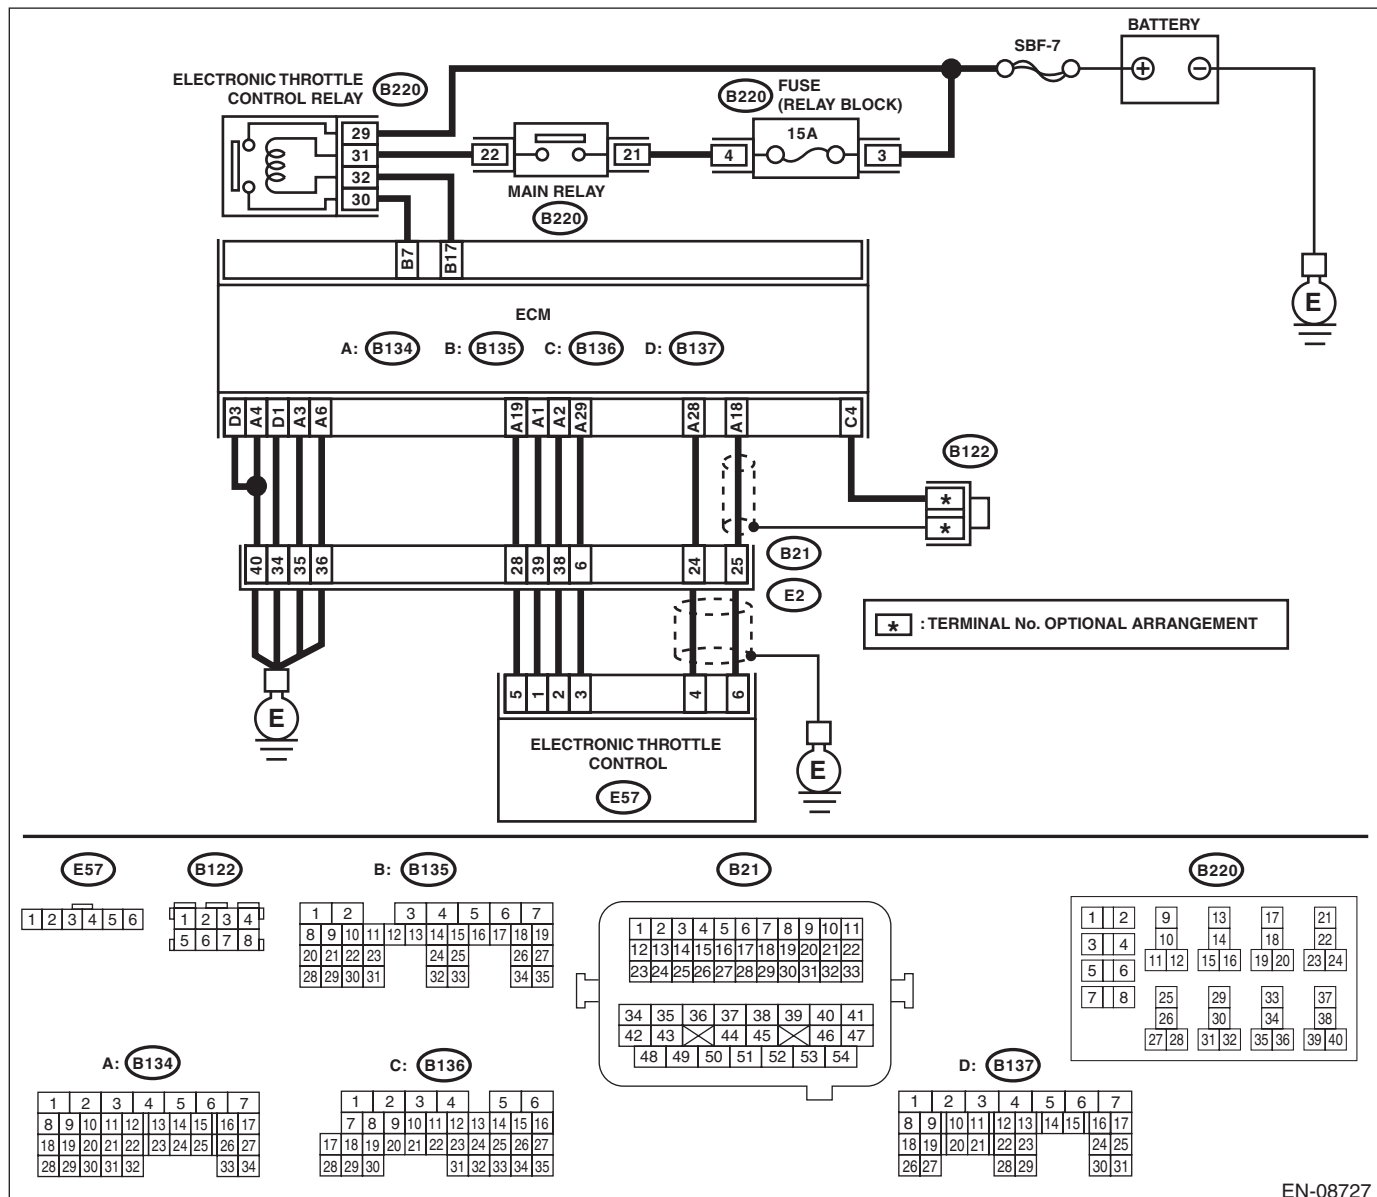 BATTERY
SBF-7
ELECTRONIC THROTTLE
CONTROL RELAY
B220
B220
FUSE
(RELAY BLOCK)
15A
29
31
32
30
22
21
4
3
MAIN RELAY
B220
B7
B17
E
ECM
A: B134 B: B135 C: B136 D: B137
D3 A4 D1 A3 A6 A19 A1 A2 A29 A28 A18 C4
B122
*
*
40 34 35 36 28 39 38 6 24 25
B21
E2
* : TERMINAL No. OPTIONAL ARRANGEMENT
5 1 2 3 4 6
E
E
ELECTRONIC THROTTLE
CONTROL
E57
E57
1 2 3 4 5 6
B122
1 2 3 4
5 6 7 8
B: B135
1 2 3 4 5 6 7
8 9 10 11 12 13 14 15 16 17 18 19
20 21 22 23 24 25 26 27
28 29 30 31 32 33 34 35
B21
1 2 3 4 5 6 7 8 9 10 11
12 13 14 15 16 17 18 19 20 21 22
23 24 25 26 27 28 29 30 31 32 33
34 35 36 37 38 39 40 41
42 43 44 45 46 47
48 49 50 51 52 53 54
B220
1 2 9 13 17 21
3 4 10 14 18 22
5 6 11 12 15 16 19 20 23 24
7 8 25 29 33 37
26 30 34 38
27 28 31 32 35 36 39 40
A: B134
1 2 3 4 5 6 7
8 9 10 11 12 13 14 15 16 17
18 19 20 21 22 23 24 25 26 27
28 29 30 31 32 33 34
C: B136
1 2 3 4 5 6
7 8 9 10 11 12 13 14 15 16
17 18 19 20 21 22 23 24 25 26 27
28 29 30 31 32 33 34 35
D: B137
1 2 3 4 5 6 7
8 9 10 11 12 13 14 15 16 17
18 19 20 21 22 23 24 25
26 27 28 29 30 31
EN-08727